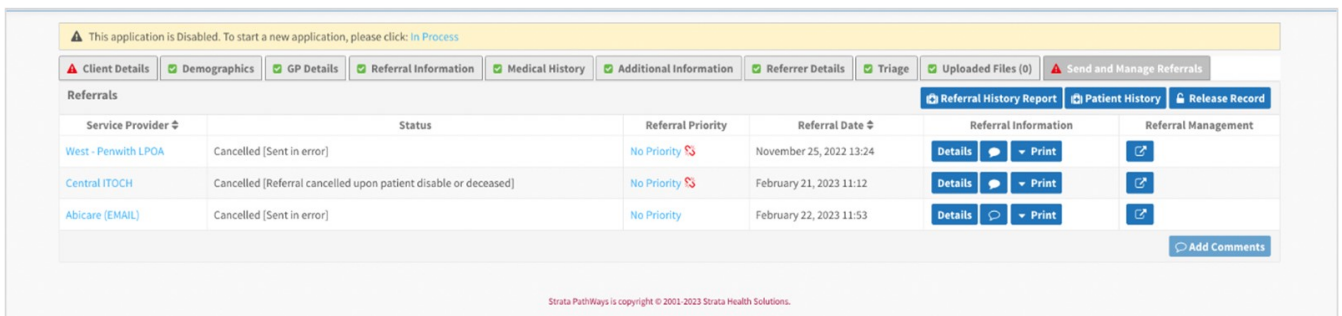 This application is Disabled. To start a new application, please click: In Process
Client Details Demographics GP Details Referral Information Medical History Additional Information Referrer Details Triage Uploaded Files (0) Send and Manage Referrals
Referrals Referral History Report Patient History Release Record
Service Provider Status Referral Priority Referral Date Referral Information Referral Management
West - Penwith LPOA Cancelled [Sent in error] No Priority November 25, 2022 13:24 Details Print
Central ITOCH Cancelled [Referral cancelled upon patient disable or deceased] No Priority February 21, 2023 11:12 Details Print
Abicare [EMAIL] Cancelled [Sent in error] No Priority February 22, 2023 11:53 Details Print
Add Comments
Strata PathWays is copyright © 2001-2023 Strata Health Solutions.